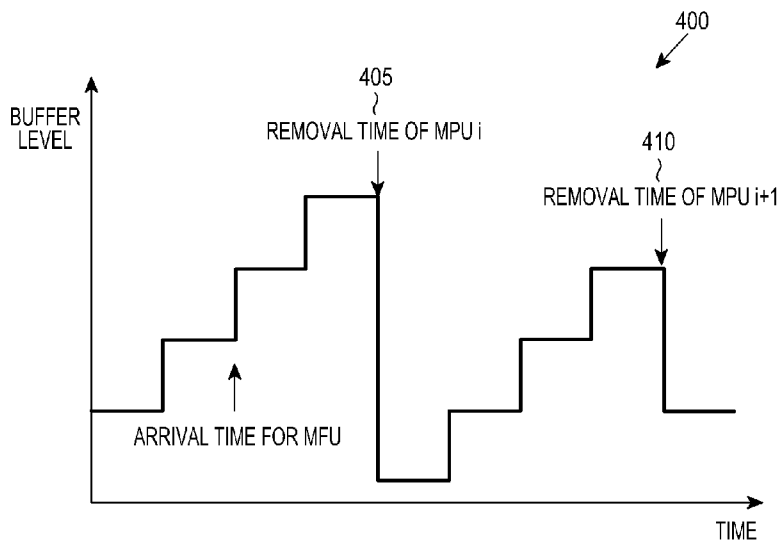 400
BUFFER
LEVEL
405
REMOVAL TIME OF MPU i
410
REMOVAL TIME OF MPU i+1
ARRIVAL TIME FOR MFU
TIME